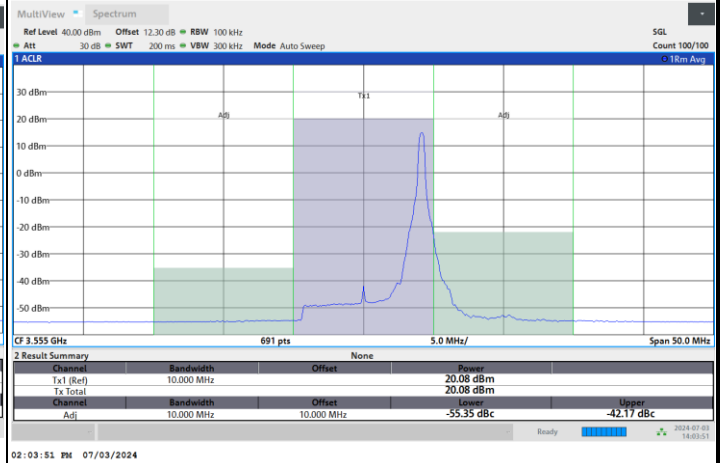 MultiView Spectrum
Ref Level 40.00 dBm Offset 12.30 dB RBW 100 kHz SGL
Att 30 dB SWT 200 ms VBW 300 kHz Mode Auto Sweep Count 100/100
1 ACLR 1Rm Avg
30 dBm
Tx1
20 dBm
Adj Adj
10 dBm
0 dBm
-10 dBm
-20 dBm
-30 dBm
-40 dBm
-50 dBm
CF 3.555 GHz 691 pts 5.0 MHz/ Span 50.0 MHz
2 Result Summary None
Channel Bandwidth Offset Power
Tx1 (Ref) 10.000 MHz 20.08 dBm
Tx Total 20.08 dBm
Channel Bandwidth Offset Lower Upper
Adj 10.000 MHz 10.000 MHz -55.35 dBc -42.17 dBc
Ready 2024-07-03
14:03:51
02:03:51 PM 07/03/2024